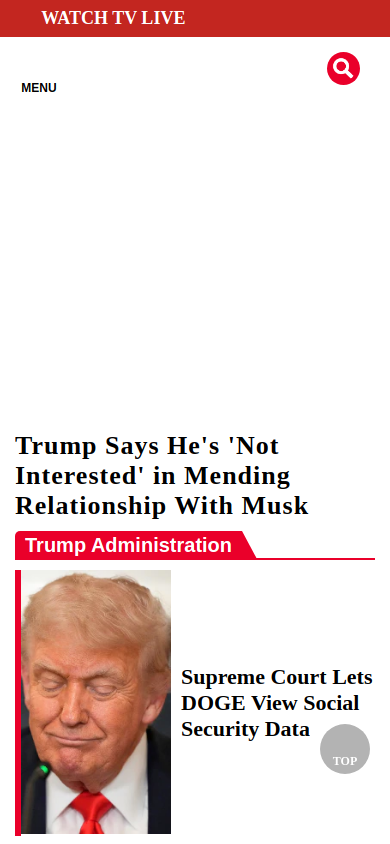 WATCH TV LIVE
MENU
Trump Says He's 'Not
Interested' in Mending
Relationship With Musk
Trump Administration
Supreme Court Lets
DOGE View Social
Security Data
TOP